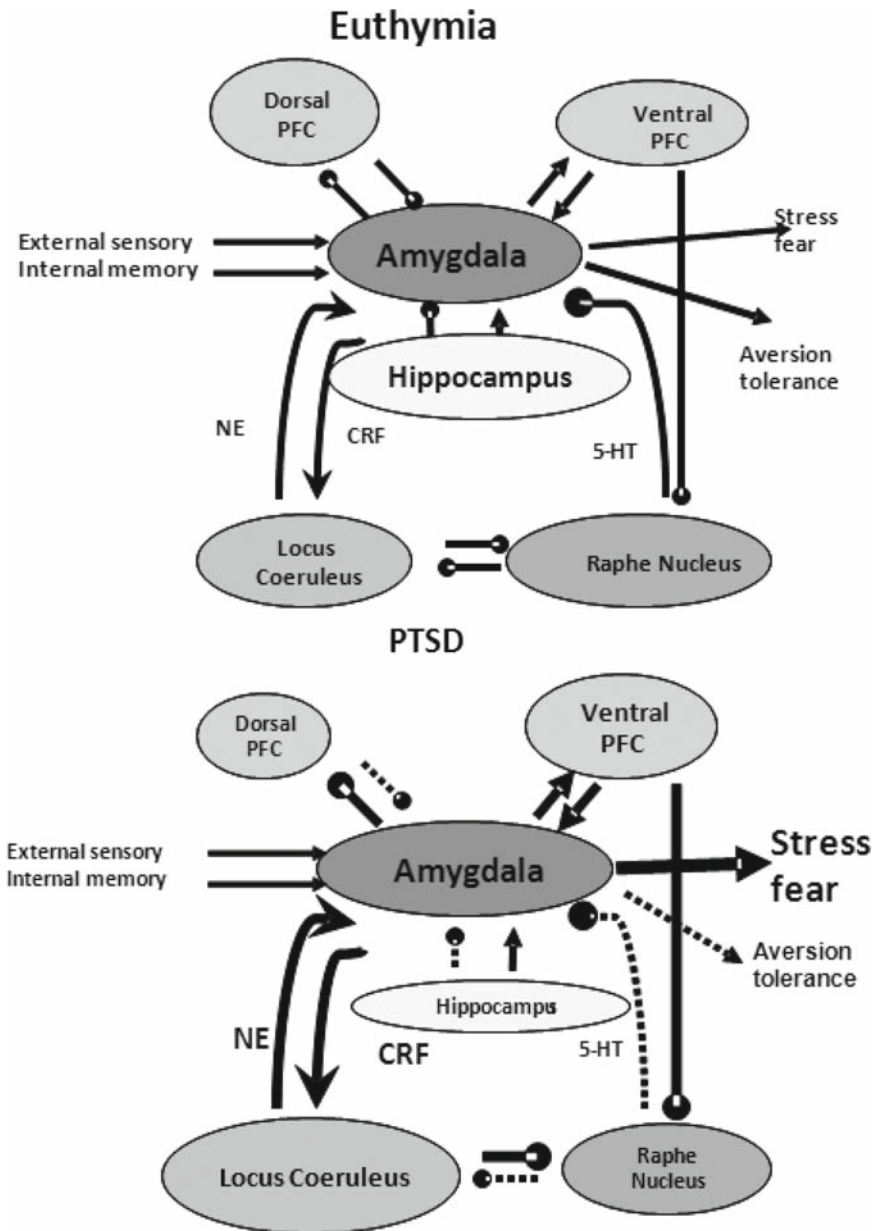 Euthymia
Dorsal
PFC
Ventral
PFC
External sensory
Internal memory
Amygdala
Stress
fear
Aversion
tolerance
Hippocampus
NE
CRF
5-HT
Locus
Coeruleus
Raphe Nucleus
PTSD
Dorsal
PFC
Ventral
PFC
External sensory
Internal memory
Amygdala
Stress
fear
Aversion
tolerance
Hippocampus
NE
CRF
5-HT
Locus Coeruleus
Raphe
Nucleus